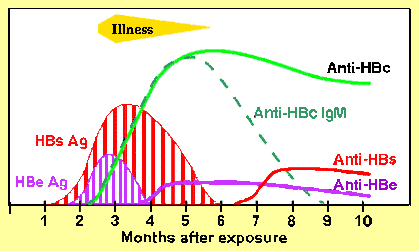 Illness
Anti-HBc
Anti-HBc IgM
HBs Ag
Anti-HBs
HBe Ag
Anti-HBe
0 1 2 3 4 5 6 7 8 9 10
Months after exposure